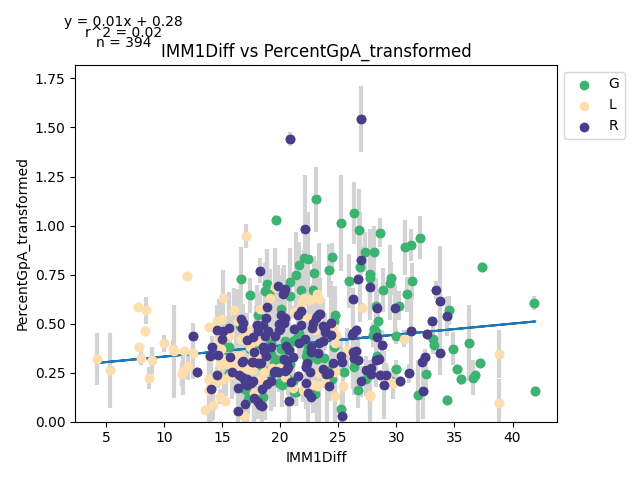 y = 0.01x + 0.28
r^2 = 0.02
n = 394
IMM1Diff vs PercentGpA_transformed
PercentGpA_transformed
1.75
1.50
1.25
1.00
0.75
0.50
0.25
0.00
5 10 15 20 25 30 35 40
IMM1Diff
G
L
R